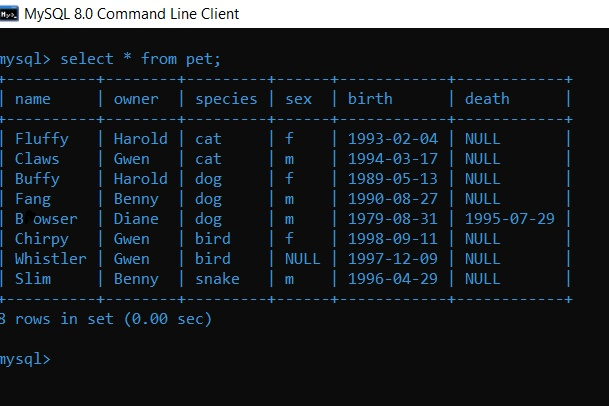 MySQL 8.0 Command Line Client
mysql> select * from pet;
+----------+--------+---------+------+------------+------------+
| name     | owner  | species | sex  | birth      | death      |
+----------+--------+---------+------+------------+------------+
| Fluffy   | Harold | cat     | f    | 1993-02-04 | NULL       |
| Claws    | Gwen   | cat     | m    | 1994-03-17 | NULL       |
| Buffy    | Harold | dog     | f    | 1989-05-13 | NULL       |
| Fang     | Benny  | dog     | m    | 1990-08-27 | NULL       |
| B owser  | Diane  | dog     | m    | 1979-08-31 | 1995-07-29 |
| Chirpy   | Gwen   | bird    | f    | 1998-09-11 | NULL       |
| Whistler | Gwen   | bird    | NULL | 1997-12-09 | NULL       |
| Slim     | Benny  | snake   | m    | 1996-04-29 | NULL       |
+----------+--------+---------+------+------------+------------+
8 rows in set (0.00 sec)
mysql>